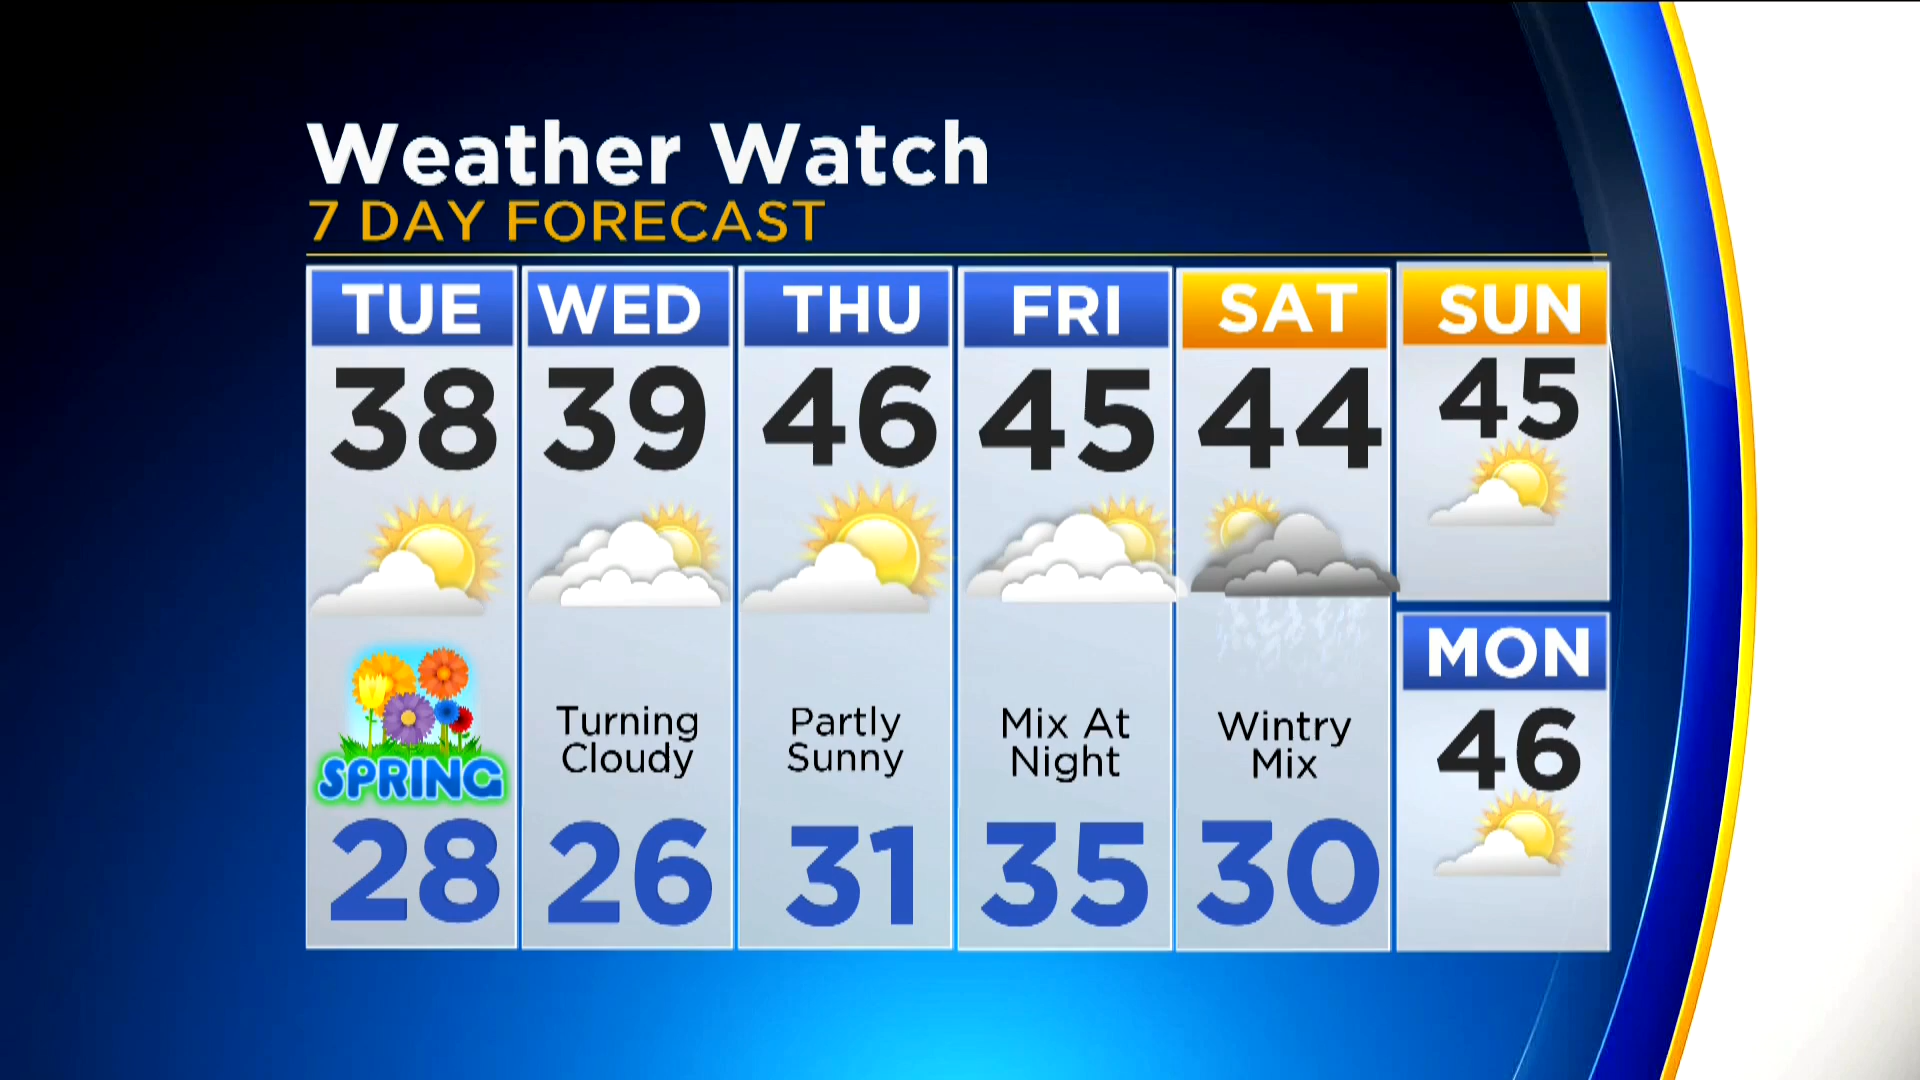 Weather Watch
7 DAY FORECAST
TUE
38
SPRING
28
WED
39
Turning
Cloudy
26
THU
46
Partly
Sunny
31
FRI
45
Mix At
Night
35
SAT
44
Wintry
Mix
30
SUN
45
MON
46